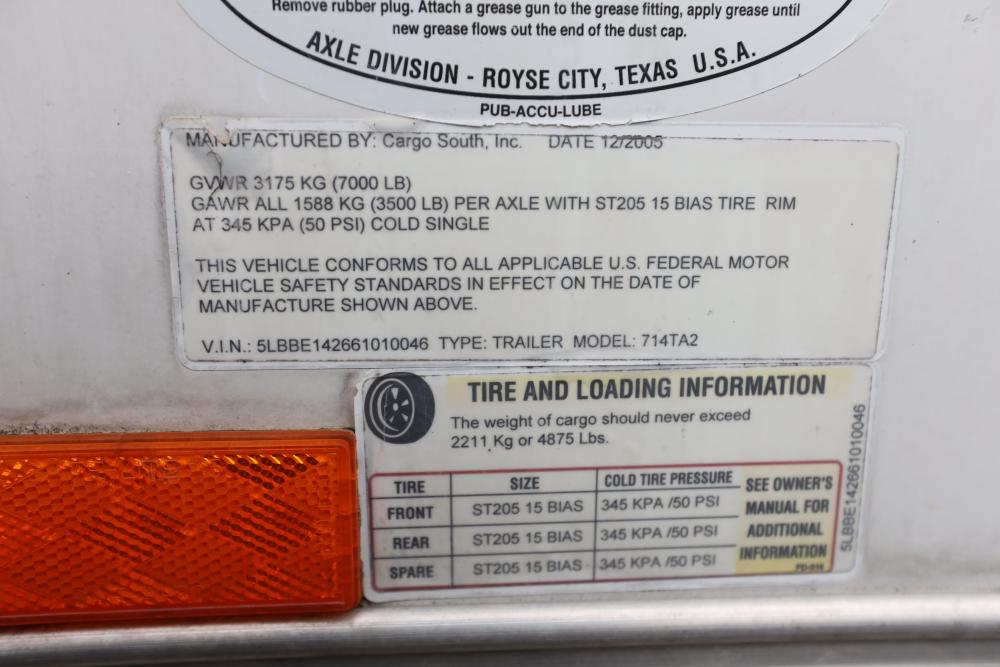 Remove rubber plug. Attach a grease gun to the grease fitting, apply grease until
new grease flows out the end of the dust cap.
AXLE DIVISION - ROYSE CITY, TEXAS U.S.A.
PUB-ACCU-LUBE
MANUFACTURED BY: Cargo South, Inc. DATE 12/2005
GVWR 3175 KG (7000 LB)
GAWR ALL 1588 KG (3500 LB) PER AXLE WITH ST205 15 BIAS TIRE RIM
AT 345 KPA (50 PSI) COLD SINGLE
THIS VEHICLE CONFORMS TO ALL APPLICABLE U.S. FEDERAL MOTOR
VEHICLE SAFETY STANDARDS IN EFFECT ON THE DATE OF
MANUFACTURE SHOWN ABOVE.
V.I.N.: 5LBBE142661010046 TYPE: TRAILER MODEL: 714TA2
TIRE AND LOADING INFORMATION
The weight of cargo should never exceed
2211 Kg or 4875 Lbs.
TIRE SIZE COLD TIRE PRESSURE
FRONT ST205 15 BIAS 345 KPA /50 PSI
REAR ST205 15 BIAS 345 KPA /50 PSI
SPARE ST205 15 BIAS 345 KPA /50 PSI
SEE OWNER'S
MANUAL FOR
ADDITIONAL
INFORMATION
5LBBE142661010046